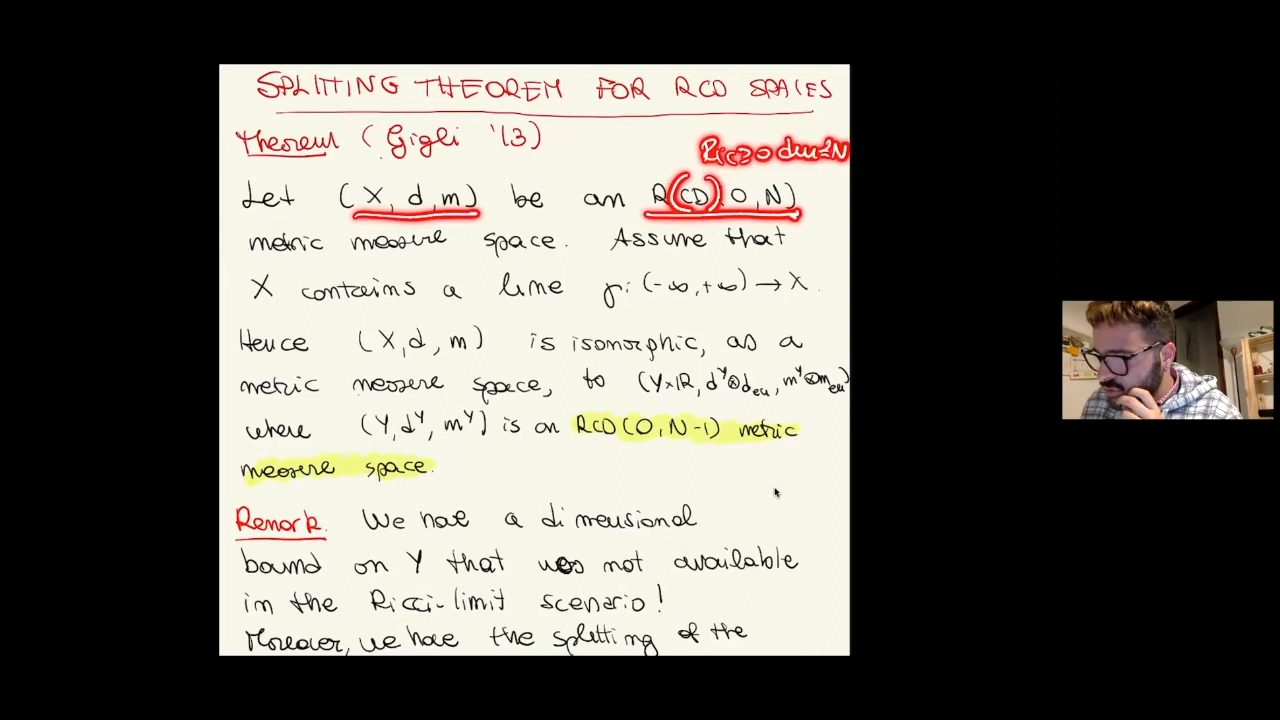 SPLITTING THEOREM FOR RCD SPACES
Theorem (Gigli '13)
Ric≥0 dim≤N
Let (X, d, m) be an R(CD)(0, N)
metric measure space. Assume that
X contains a line γ: (-∞, +∞) → X.
Hence (X, d, m) is isomorphic, as a
metric measure space, to (Y×ℝ, d^Y⊗d_eu, m^Y⊗m_eu)
where (Y, d^Y, m^Y) is an RCD(0, N-1) metric
measure space.
Remark. We have a dimensional
bound on Y that was not available
in the Ricci-limit scenario!
Moreover, we have the splitting of the